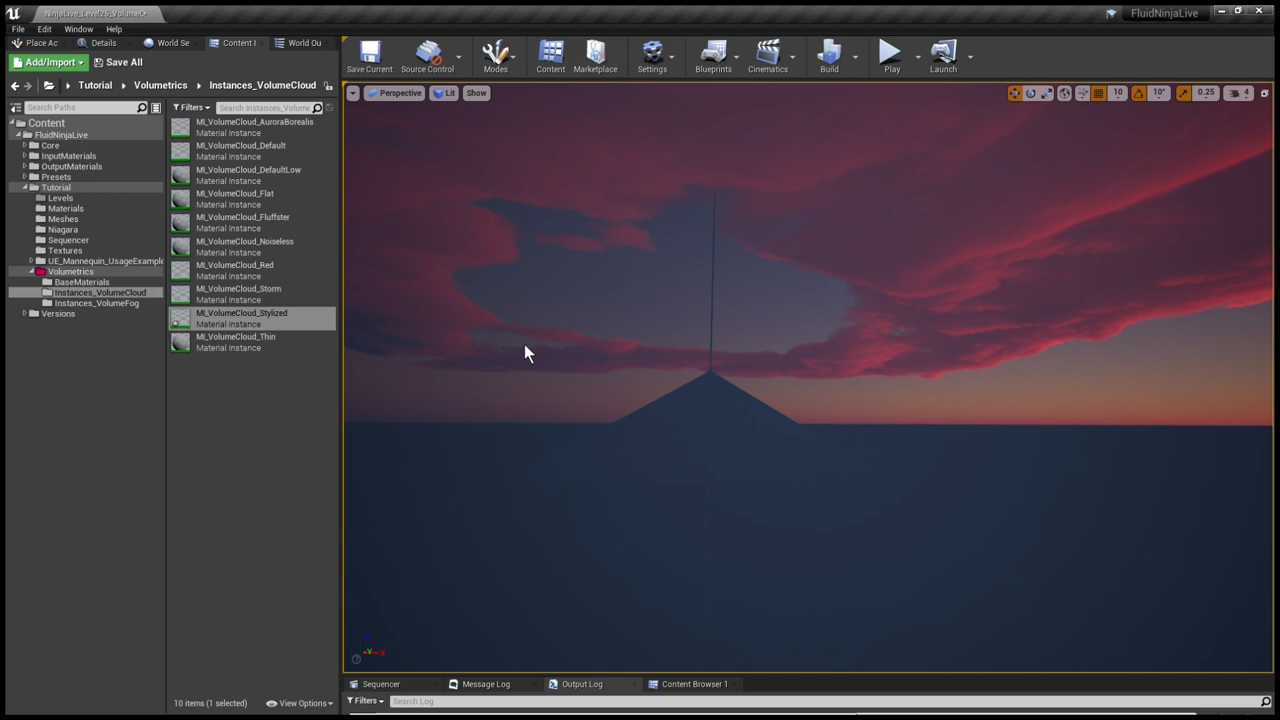 NinjaLive_Level25_VolumeC
FluidNinjaLive
File Edit Window Help
Place Ac Details World Se Content World Ou
Add/Import Save All
Save Current Source Control Modes Content Marketplace Settings Blueprints Cinematics Build Play Launch
Tutorial Volumetrics Instances_VolumeCloud
Perspective Lit Show 10 10° 0.25 4
Search Paths
Filters Search Instances_Volum
Content
FluidNinjaLive
Core
InputMaterials
OutputMaterials
Presets
Tutorial
Levels
Materials
Meshes
Niagara
Sequencer
Textures
UE_Mannequin_UsageExample
Volumetrics
BaseMaterials
Instances_VolumeCloud
Instances_VolumeFog
Versions
MI_VolumeCloud_AuroraBorealis
Material Instance
MI_VolumeCloud_Default
Material Instance
MI_VolumeCloud_DefaultLow
Material Instance
MI_VolumeCloud_Flat
Material Instance
MI_VolumeCloud_Fluffster
Material Instance
MI_VolumeCloud_Noiseless
Material Instance
MI_VolumeCloud_Red
Material Instance
MI_VolumeCloud_Storm
Material Instance
MI_VolumeCloud_Stylized
Material Instance
MI_VolumeCloud_Thin
Material Instance
10 items (1 selected) View Options
Z
Y X
Sequencer Message Log Output Log Content Browser 1
Filters Search Log